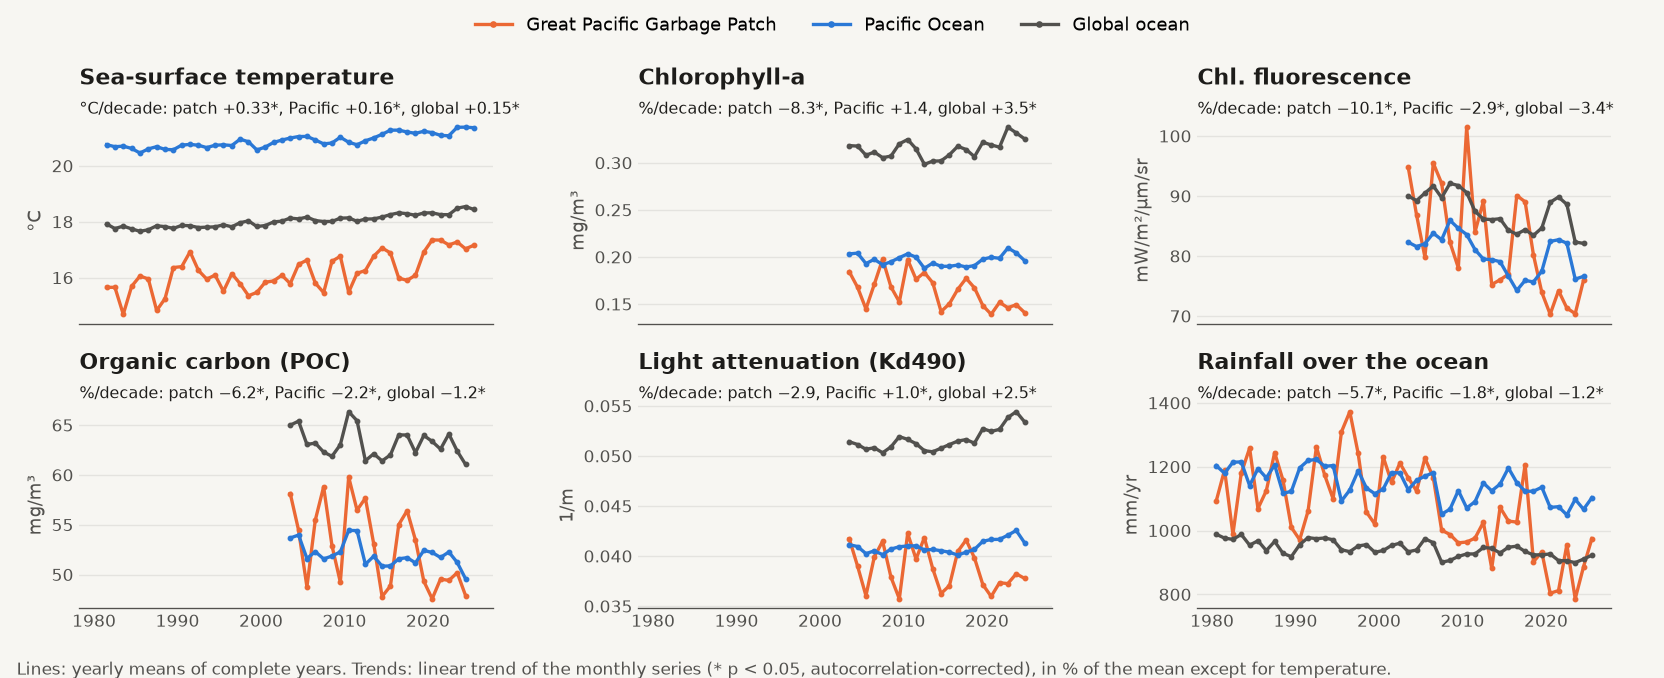 Great Pacific Garbage Patch Pacific Ocean Global ocean
Sea-surface temperature
°C/decade: patch +0.33*, Pacific +0.16*, global +0.15*
°C
20
18
16
Chlorophyll-a
%/decade: patch −8.3*, Pacific +1.4, global +3.5*
mg/m³
0.30
0.25
0.20
0.15
Chl. fluorescence
%/decade: patch −10.1*, Pacific −2.9*, global −3.4*
mW/m²/µm/sr
100
90
80
70
Organic carbon (POC)
%/decade: patch −6.2*, Pacific −2.2*, global −1.2*
mg/m³
65
60
55
50
1980 1990 2000 2010 2020
Light attenuation (Kd490)
%/decade: patch −2.9, Pacific +1.0*, global +2.5*
1/m
0.055
0.050
0.045
0.040
0.035
1980 1990 2000 2010 2020
Rainfall over the ocean
%/decade: patch −5.7*, Pacific −1.8*, global −1.2*
mm/yr
1400
1200
1000
800
1980 1990 2000 2010 2020
Lines: yearly means of complete years. Trends: linear trend of the monthly series (* p < 0.05, autocorrelation-corrected), in % of the mean except for temperature.